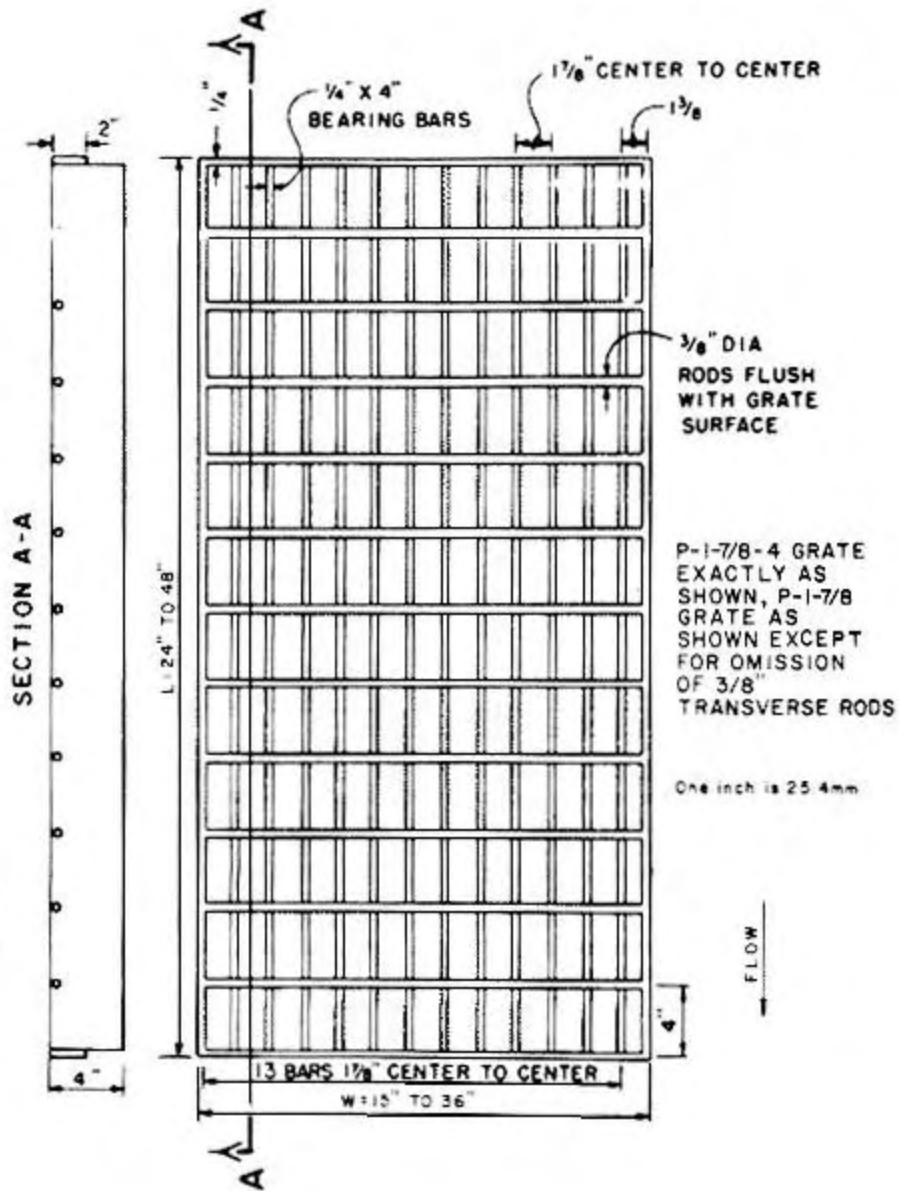 A
1 7/8" CENTER TO CENTER
1/4"
1/4" X 4"
BEARING BARS
1 3/8
2"
3/8" DIA
RODS FLUSH
WITH GRATE
SURFACE
SECTION A-A
L=24" TO 48"
P-1-7/8-4 GRATE
EXACTLY AS
SHOWN, P-1-7/8
GRATE AS
SHOWN EXCEPT
FOR OMISSION
OF 3/8"
TRANSVERSE RODS
One inch is 25.4mm
FLOW
4"
4"
13 BARS 1 7/8" CENTER TO CENTER
W=15" TO 36"
A